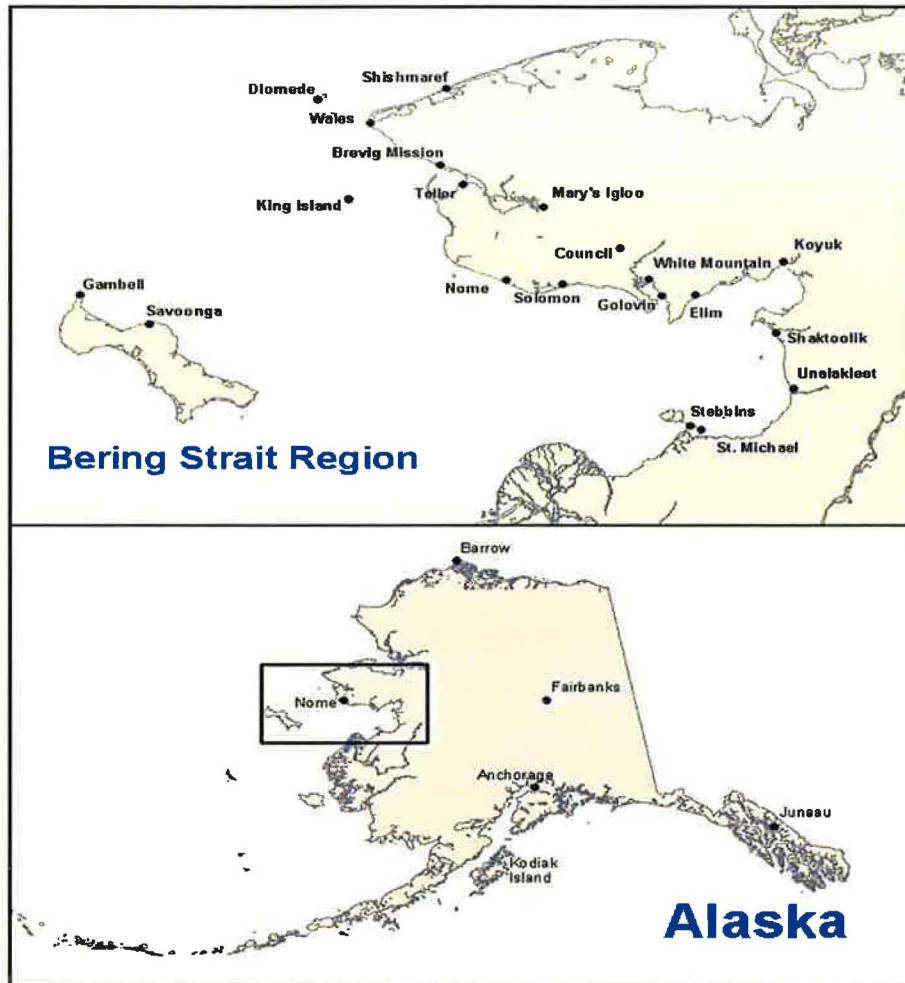 Shishmaref
Diomede
Wales
Brevig Mission
Teller
Mary's Igloo
King Island
Koyuk
Council
White Mountain
Gambell
Nome
Solomon
Golovin
Elim
Savoonga
Shaktoolik
Unalakleet
Stebbins
St. Michael
Bering Strait Region
Barrow
Nome
Fairbanks
Anchorage
Juneau
Kodiak
Island
Alaska